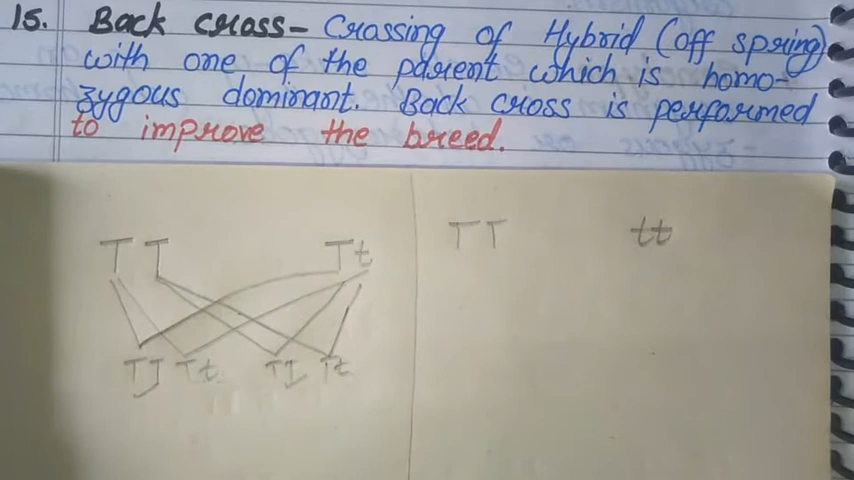 15. Back cross- Crossing of Hybrid (off spring)
with one of the parent which is homo-
zygous dominant. Back cross is performed
to improve the breed.
TT Tt TT tt
TT Tt TT Tt